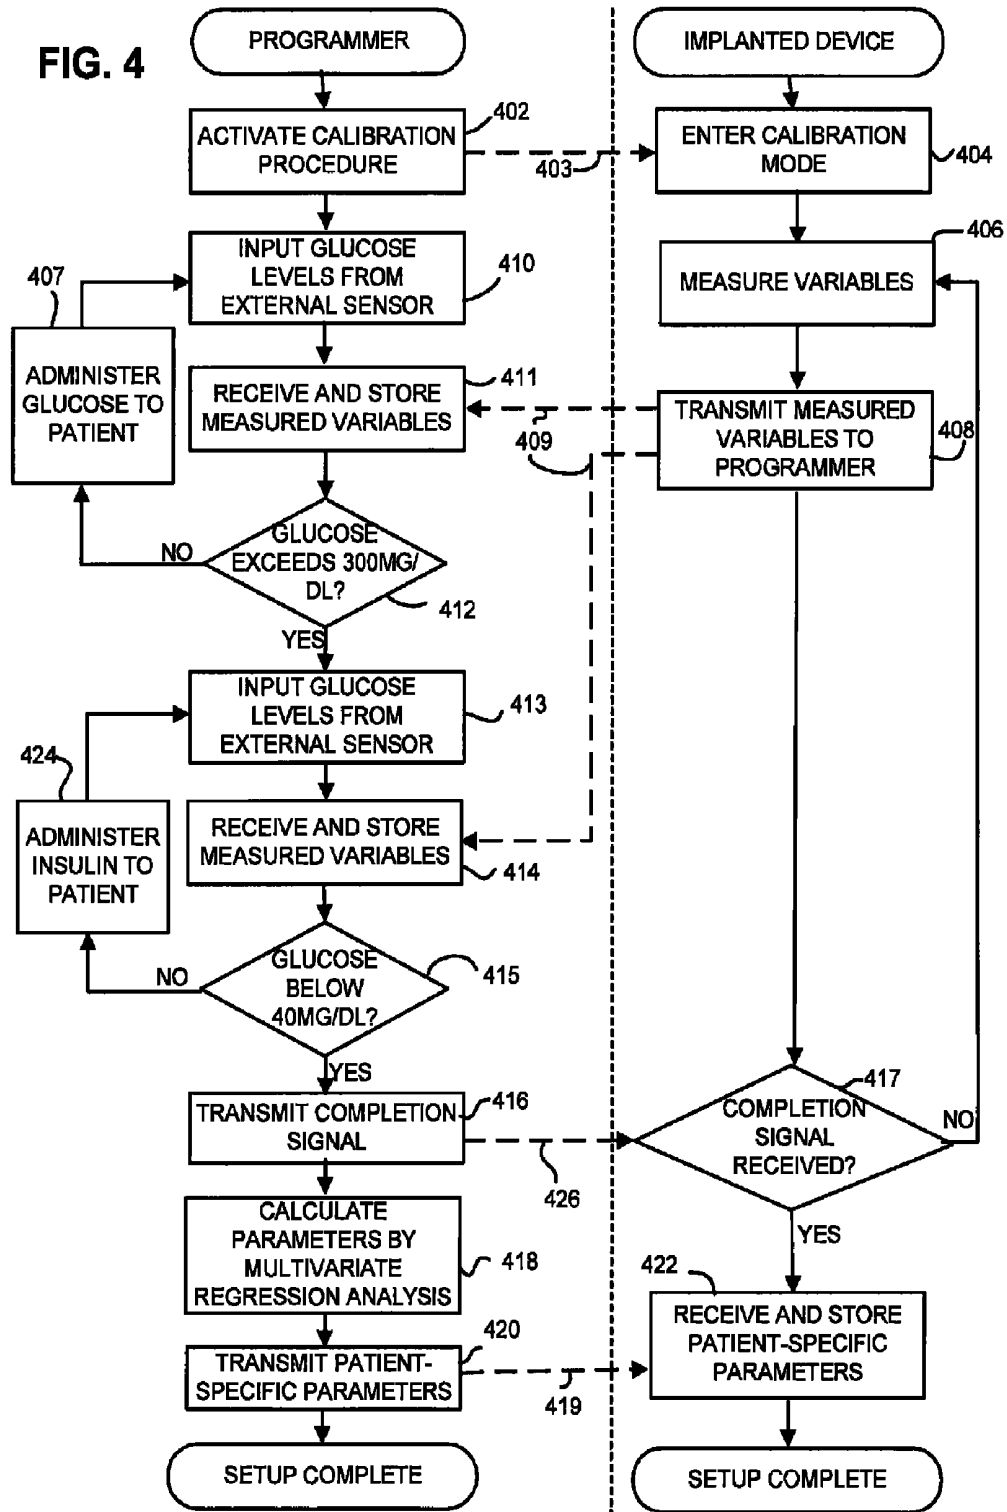 FIG. 4
PROGRAMMER
IMPLANTED DEVICE
ACTIVATE CALIBRATION
PROCEDURE
402
403
ENTER CALIBRATION
MODE
404
INPUT GLUCOSE
LEVELS FROM
EXTERNAL SENSOR
410
406
MEASURE VARIABLES
407
ADMINISTER
GLUCOSE TO
PATIENT
RECEIVE AND STORE
MEASURED VARIABLES
411
409
TRANSMIT MEASURED
VARIABLES TO
PROGRAMMER
408
GLUCOSE
EXCEEDS 300MG/
DL?
NO
412
YES
INPUT GLUCOSE
LEVELS FROM
EXTERNAL SENSOR
413
424
ADMINISTER
INSULIN TO
PATIENT
RECEIVE AND STORE
MEASURED VARIABLES
414
GLUCOSE
BELOW
40MG/DL?
NO
415
YES
TRANSMIT COMPLETION
SIGNAL
416
426
COMPLETION
SIGNAL
RECEIVED?
417
NO
YES
CALCULATE
PARAMETERS BY
MULTIVARIATE
REGRESSION ANALYSIS
418
422
RECEIVE AND STORE
PATIENT-SPECIFIC
PARAMETERS
TRANSMIT PATIENT-
SPECIFIC PARAMETERS
420
419
SETUP COMPLETE
SETUP COMPLETE